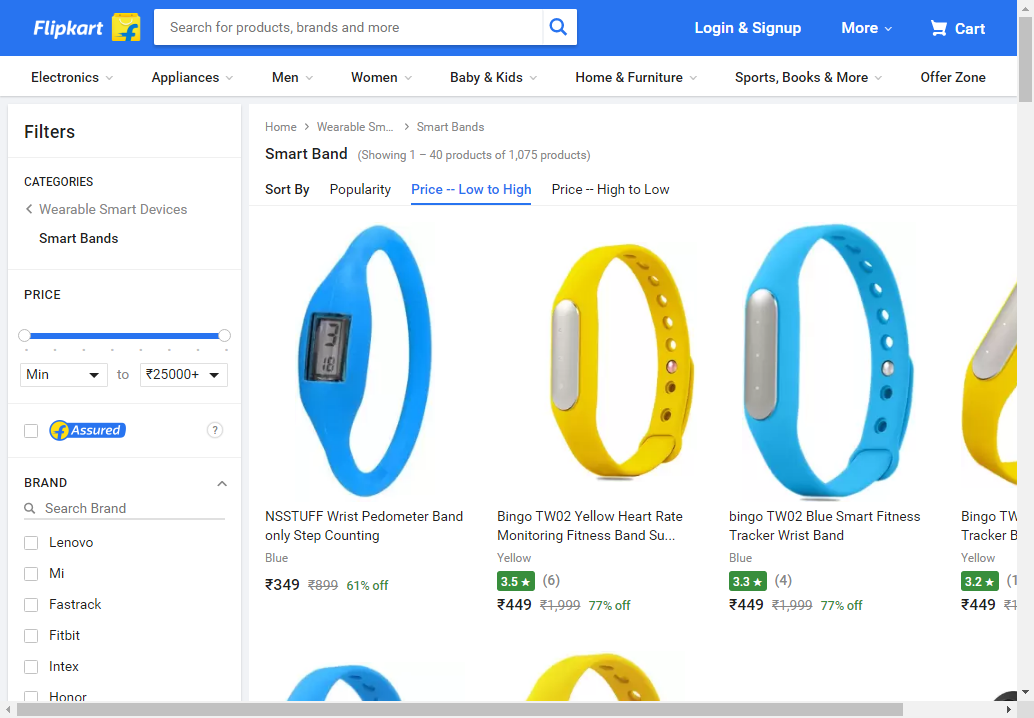 Flipkart
Search for products, brands and more
Login & Signup
More
Cart
Electronics
Appliances
Men
Women
Baby & Kids
Home & Furniture
Sports, Books & More
Offer Zone
Filters
CATEGORIES
Wearable Smart Devices
Smart Bands
PRICE
Min
to
₹25000+
Assured
?
BRAND
Search Brand
Lenovo
Mi
Fastrack
Fitbit
Intex
Honor
Home
Wearable Sm...
Smart Bands
Smart Band (Showing 1 – 40 products of 1,075 products)
Sort By Popularity Price -- Low to High Price -- High to Low
NSSTUFF Wrist Pedometer Band
only Step Counting
Blue
₹349 ₹899 61% off
Bingo TW02 Yellow Heart Rate
Monitoring Fitness Band Su...
Yellow
3.5 ★ (6)
₹449 ₹1,999 77% off
bingo TW02 Blue Smart Fitness
Tracker Wrist Band
Blue
3.3 ★ (4)
₹449 ₹1,999 77% off
Bingo TW
Tracker B
Yellow
3.2 ★ (1
₹449 ₹1